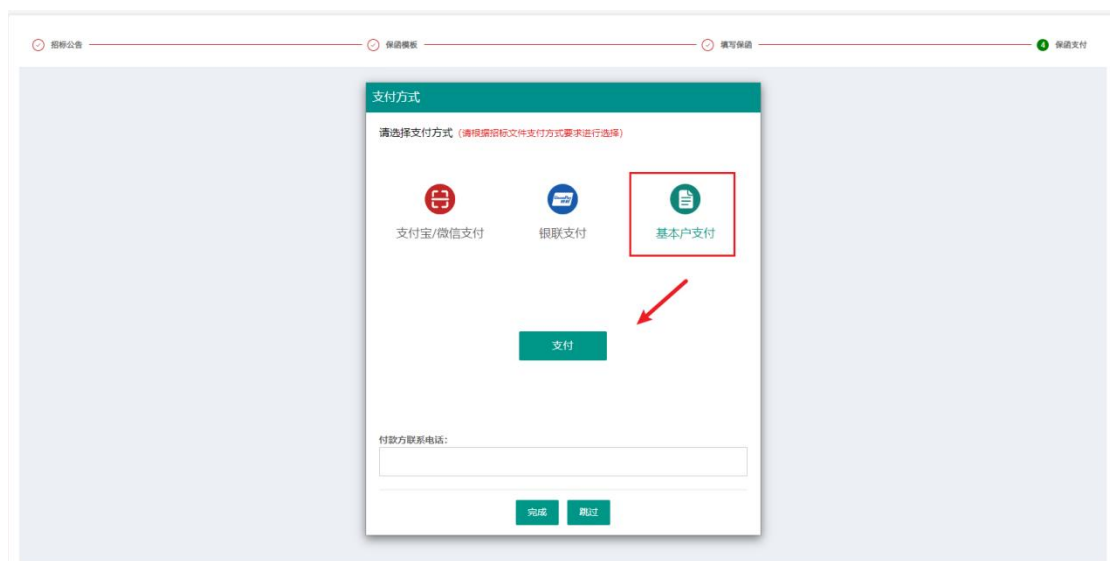 招标公告 保函模板 填写保函 4 保函支付
支付方式
请选择支付方式 (请根据招标文件支付方式要求进行选择)
支付宝/微信支付 银联支付 基本户支付
支付
付款方联系电话:
完成 跳过